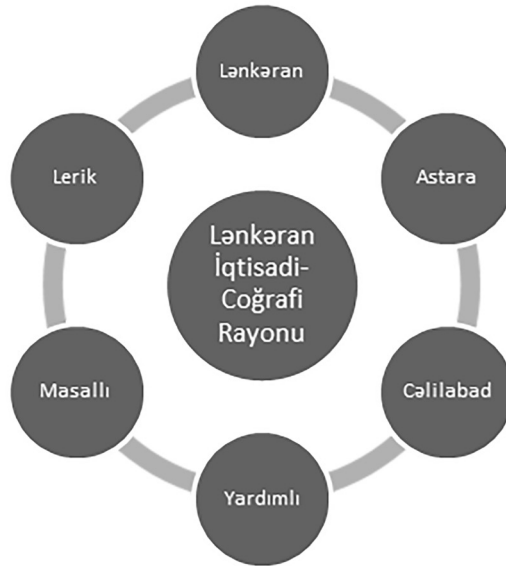 Lənkəran
Lerik
Astara
Lənkəran
İqtisadi-
Coğrafi
Rayonu
Masallı
Cəlilabad
Yardımlı